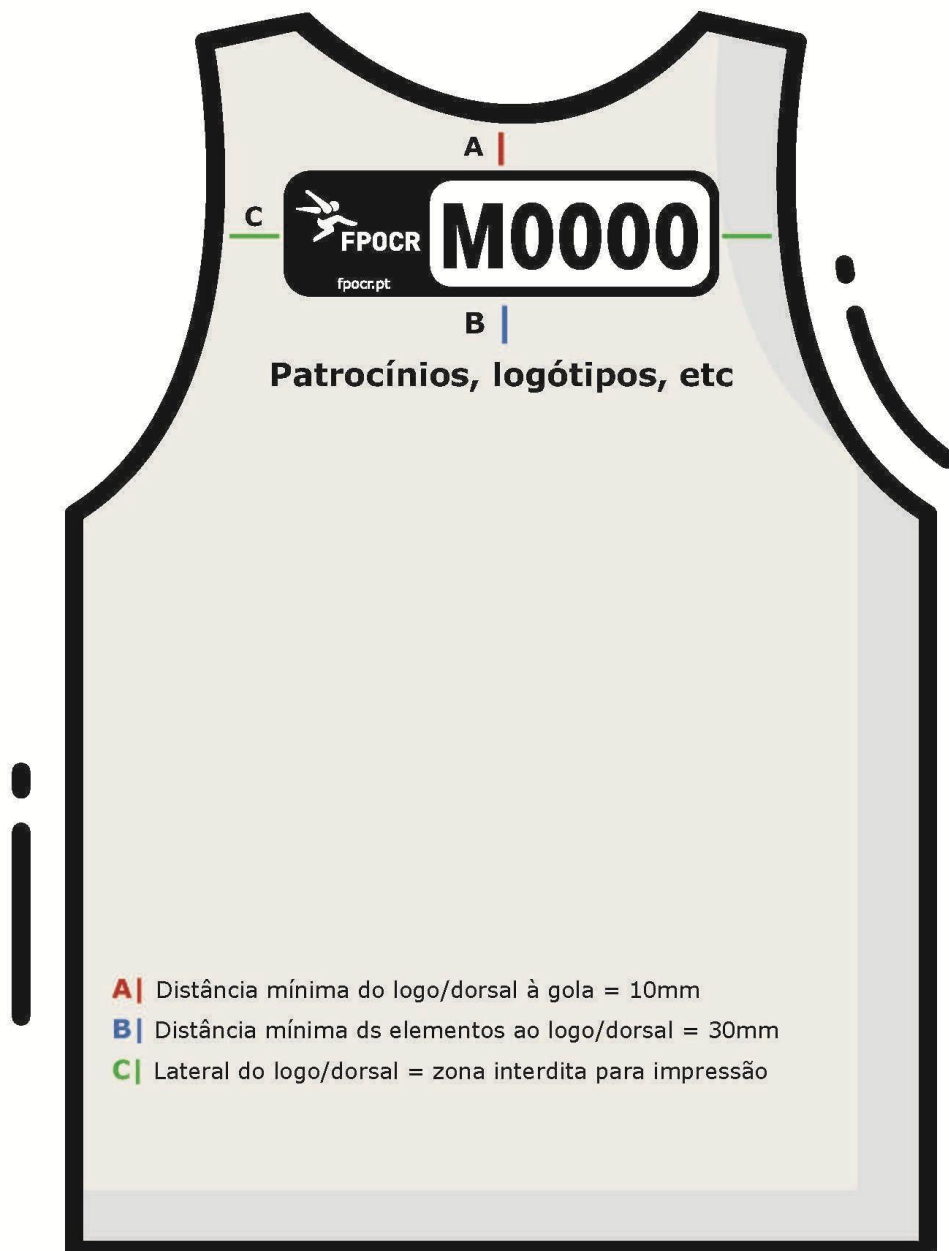 A
C
FPOCR
M0000
fpocr.pt
B
Patrocínios, logótipos, etc
A| Distância mínima do logo/dorsal à gola = 10mm
B| Distância mínima ds elementos ao logo/dorsal = 30mm
C| Lateral do logo/dorsal = zona interdita para impressão